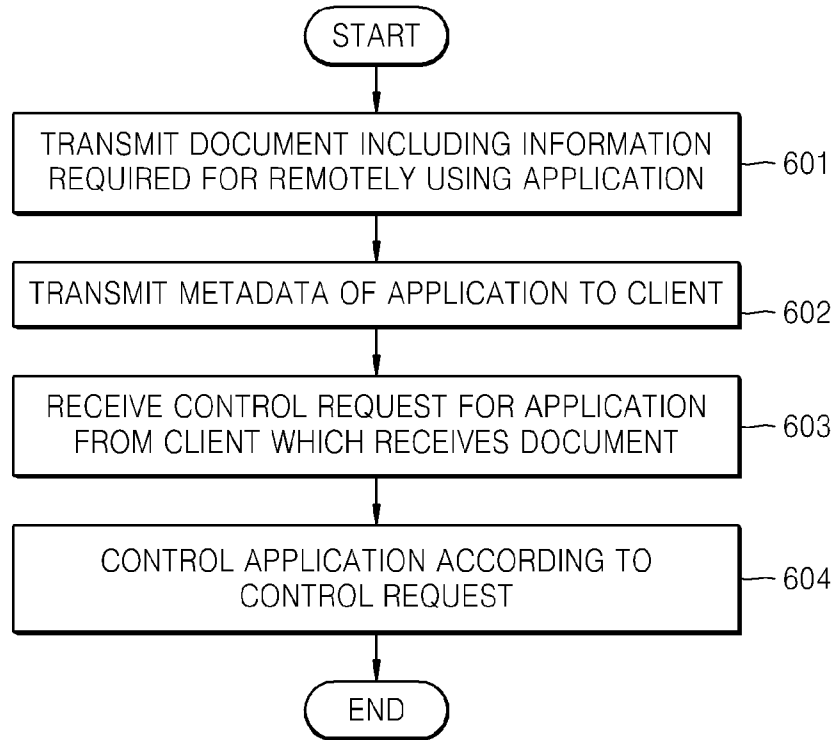 START
TRANSMIT DOCUMENT INCLUDING INFORMATION
REQUIRED FOR REMOTELY USING APPLICATION
601
TRANSMIT METADATA OF APPLICATION TO CLIENT
602
RECEIVE CONTROL REQUEST FOR APPLICATION
FROM CLIENT WHICH RECEIVES DOCUMENT
603
CONTROL APPLICATION ACCORDING TO
CONTROL REQUEST
604
END